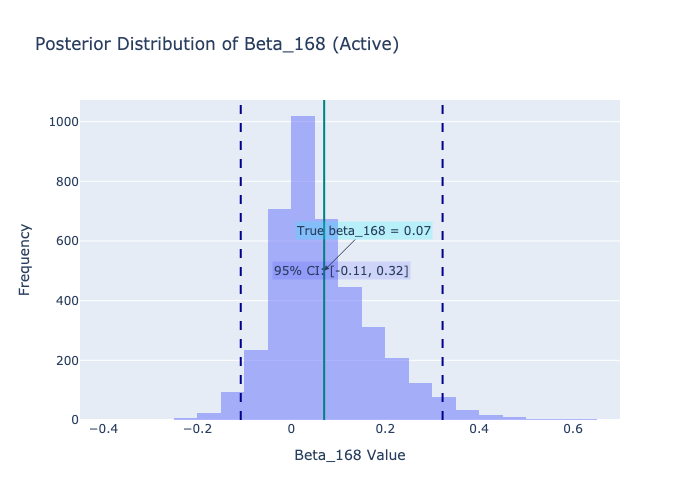 Posterior Distribution of Beta_168 (Active)
1000
800
600
400
200
0
Frequency
True beta_168 = 0.07
95% CI: [-0.11, 0.32]
−0.4 −0.2 0 0.2 0.4 0.6
Beta_168 Value